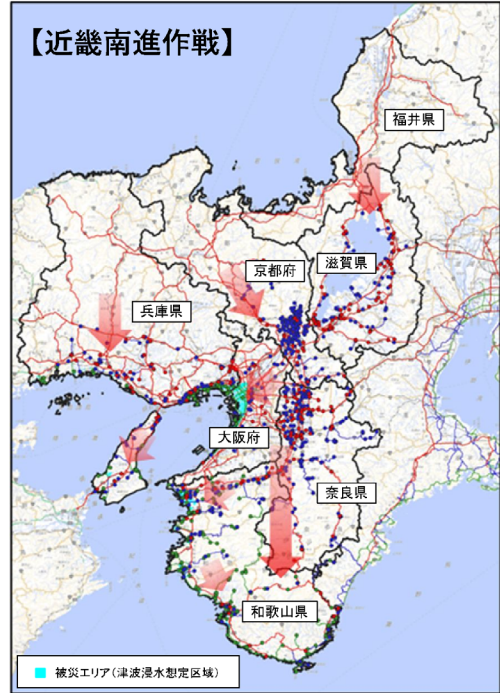 【近畿南進作戦】
福井県
京都府
滋賀県
兵庫県
大阪府
奈良県
和歌山県
被災エリア(津波浸水想定区域)